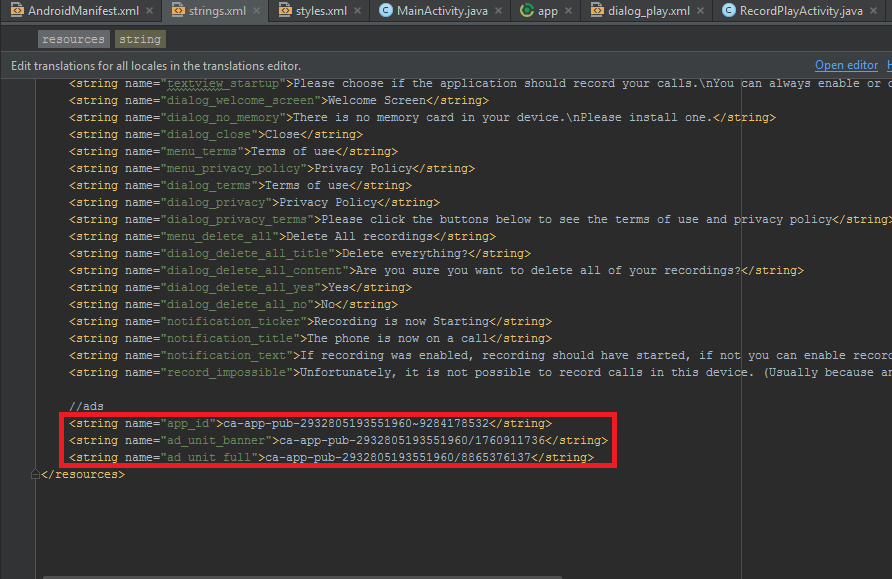 AndroidManifest.xml × strings.xml × styles.xml × MainActivity.java × app × dialog_play.xml × RecordPlayActivity.java ×
resources string
Edit translations for all locales in the translations editor. Open editor
<string name="textview_startup">Please choose if the application should record your calls.\nYou can always enable or
<string name="dialog_welcome_screen">Welcome Screen</string>
<string name="dialog_no_memory">There is no memory card in your device.\nPlease install one.</string>
<string name="dialog_close">Close</string>
<string name="menu_terms">Terms of use</string>
<string name="menu_privacy_policy">Privacy Policy</string>
<string name="dialog_terms">Terms of use</string>
<string name="dialog_privacy">Privacy Policy</string>
<string name="dialog_privacy_terms">Please click the buttons below to see the terms of use and privacy policy</string>
<string name="menu_delete_all">Delete All recordings</string>
<string name="dialog_delete_all_title">Delete everything?</string>
<string name="dialog_delete_all_content">Are you sure you want to delete all of your recordings?</string>
<string name="dialog_delete_all_yes">Yes</string>
<string name="dialog_delete_all_no">No</string>
<string name="notification_ticker">Recording is now Starting</string>
<string name="notification_title">The phone is now on a call</string>
<string name="notification_text">If recording was enabled, recording should have started, if not you can enable recor
<string name="record_impossible">Unfortunately, it is not possible to record calls in this device. (Usually because an
//ads
<string name="app_id">ca-app-pub-2932805193551960~9284178532</string>
<string name="ad_unit_banner">ca-app-pub-2932805193551960/1760911736</string>
<string name="ad_unit_full">ca-app-pub-2932805193551960/8865376137</string>
</resources>